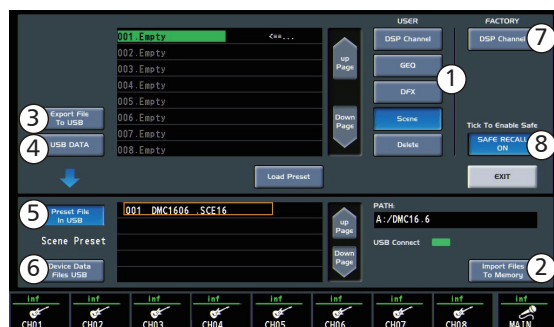 USER FACTORY
001.Empty <==...
DSP Channel
DSP Channel
7
002.Empty
003.Empty
up Page
GEQ
1
004.Empty
DFX
005.Empty
3
Export File To USB
006.Empty
Down Page
Scene
Tick To Enable Safe
007.Empty
4
USB DATA
Delete
SAFE RECALL ON
8
008.Empty
Load Preset
EXIT
5
Preset File In USB
001 DMC1606 .SCE16
up Page
PATH:
A:/DMC16.6
Scene Preset
USB Connect
6
Device Data Files USB
Down Page
Import Files To Memory
2
inf inf inf inf inf inf inf inf inf
CH01 CH02 CH03 CH04 CH05 CH06 CH07 CH08 MAIN